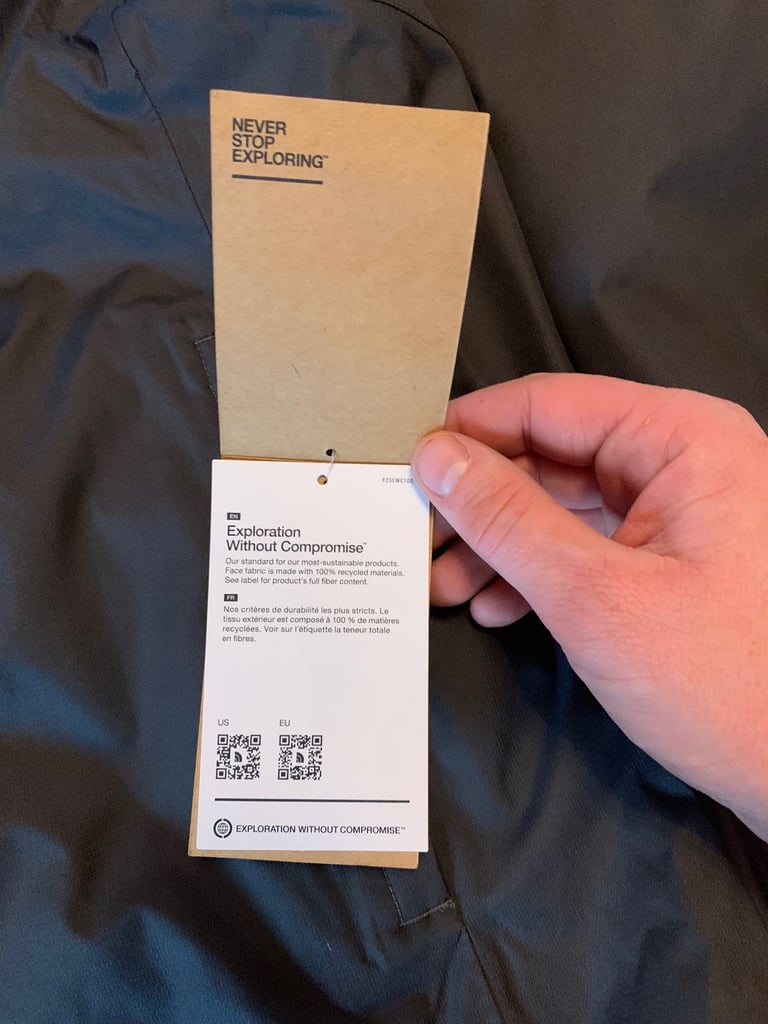 NEVER
STOP
EXPLORING™
F25EWC100
EN
Exploration
Without Compromise™
Our standard for our most-sustainable products.
Face fabric is made with 100% recycled materials.
See label for product's full fiber content.
FR
Nos critères de durabilité les plus stricts. Le
tissu extérieur est composé à 100 % de matières
recyclées. Voir sur l'étiquette la teneur totale
en fibres.
US EU
EXPLORATION WITHOUT COMPROMISE™